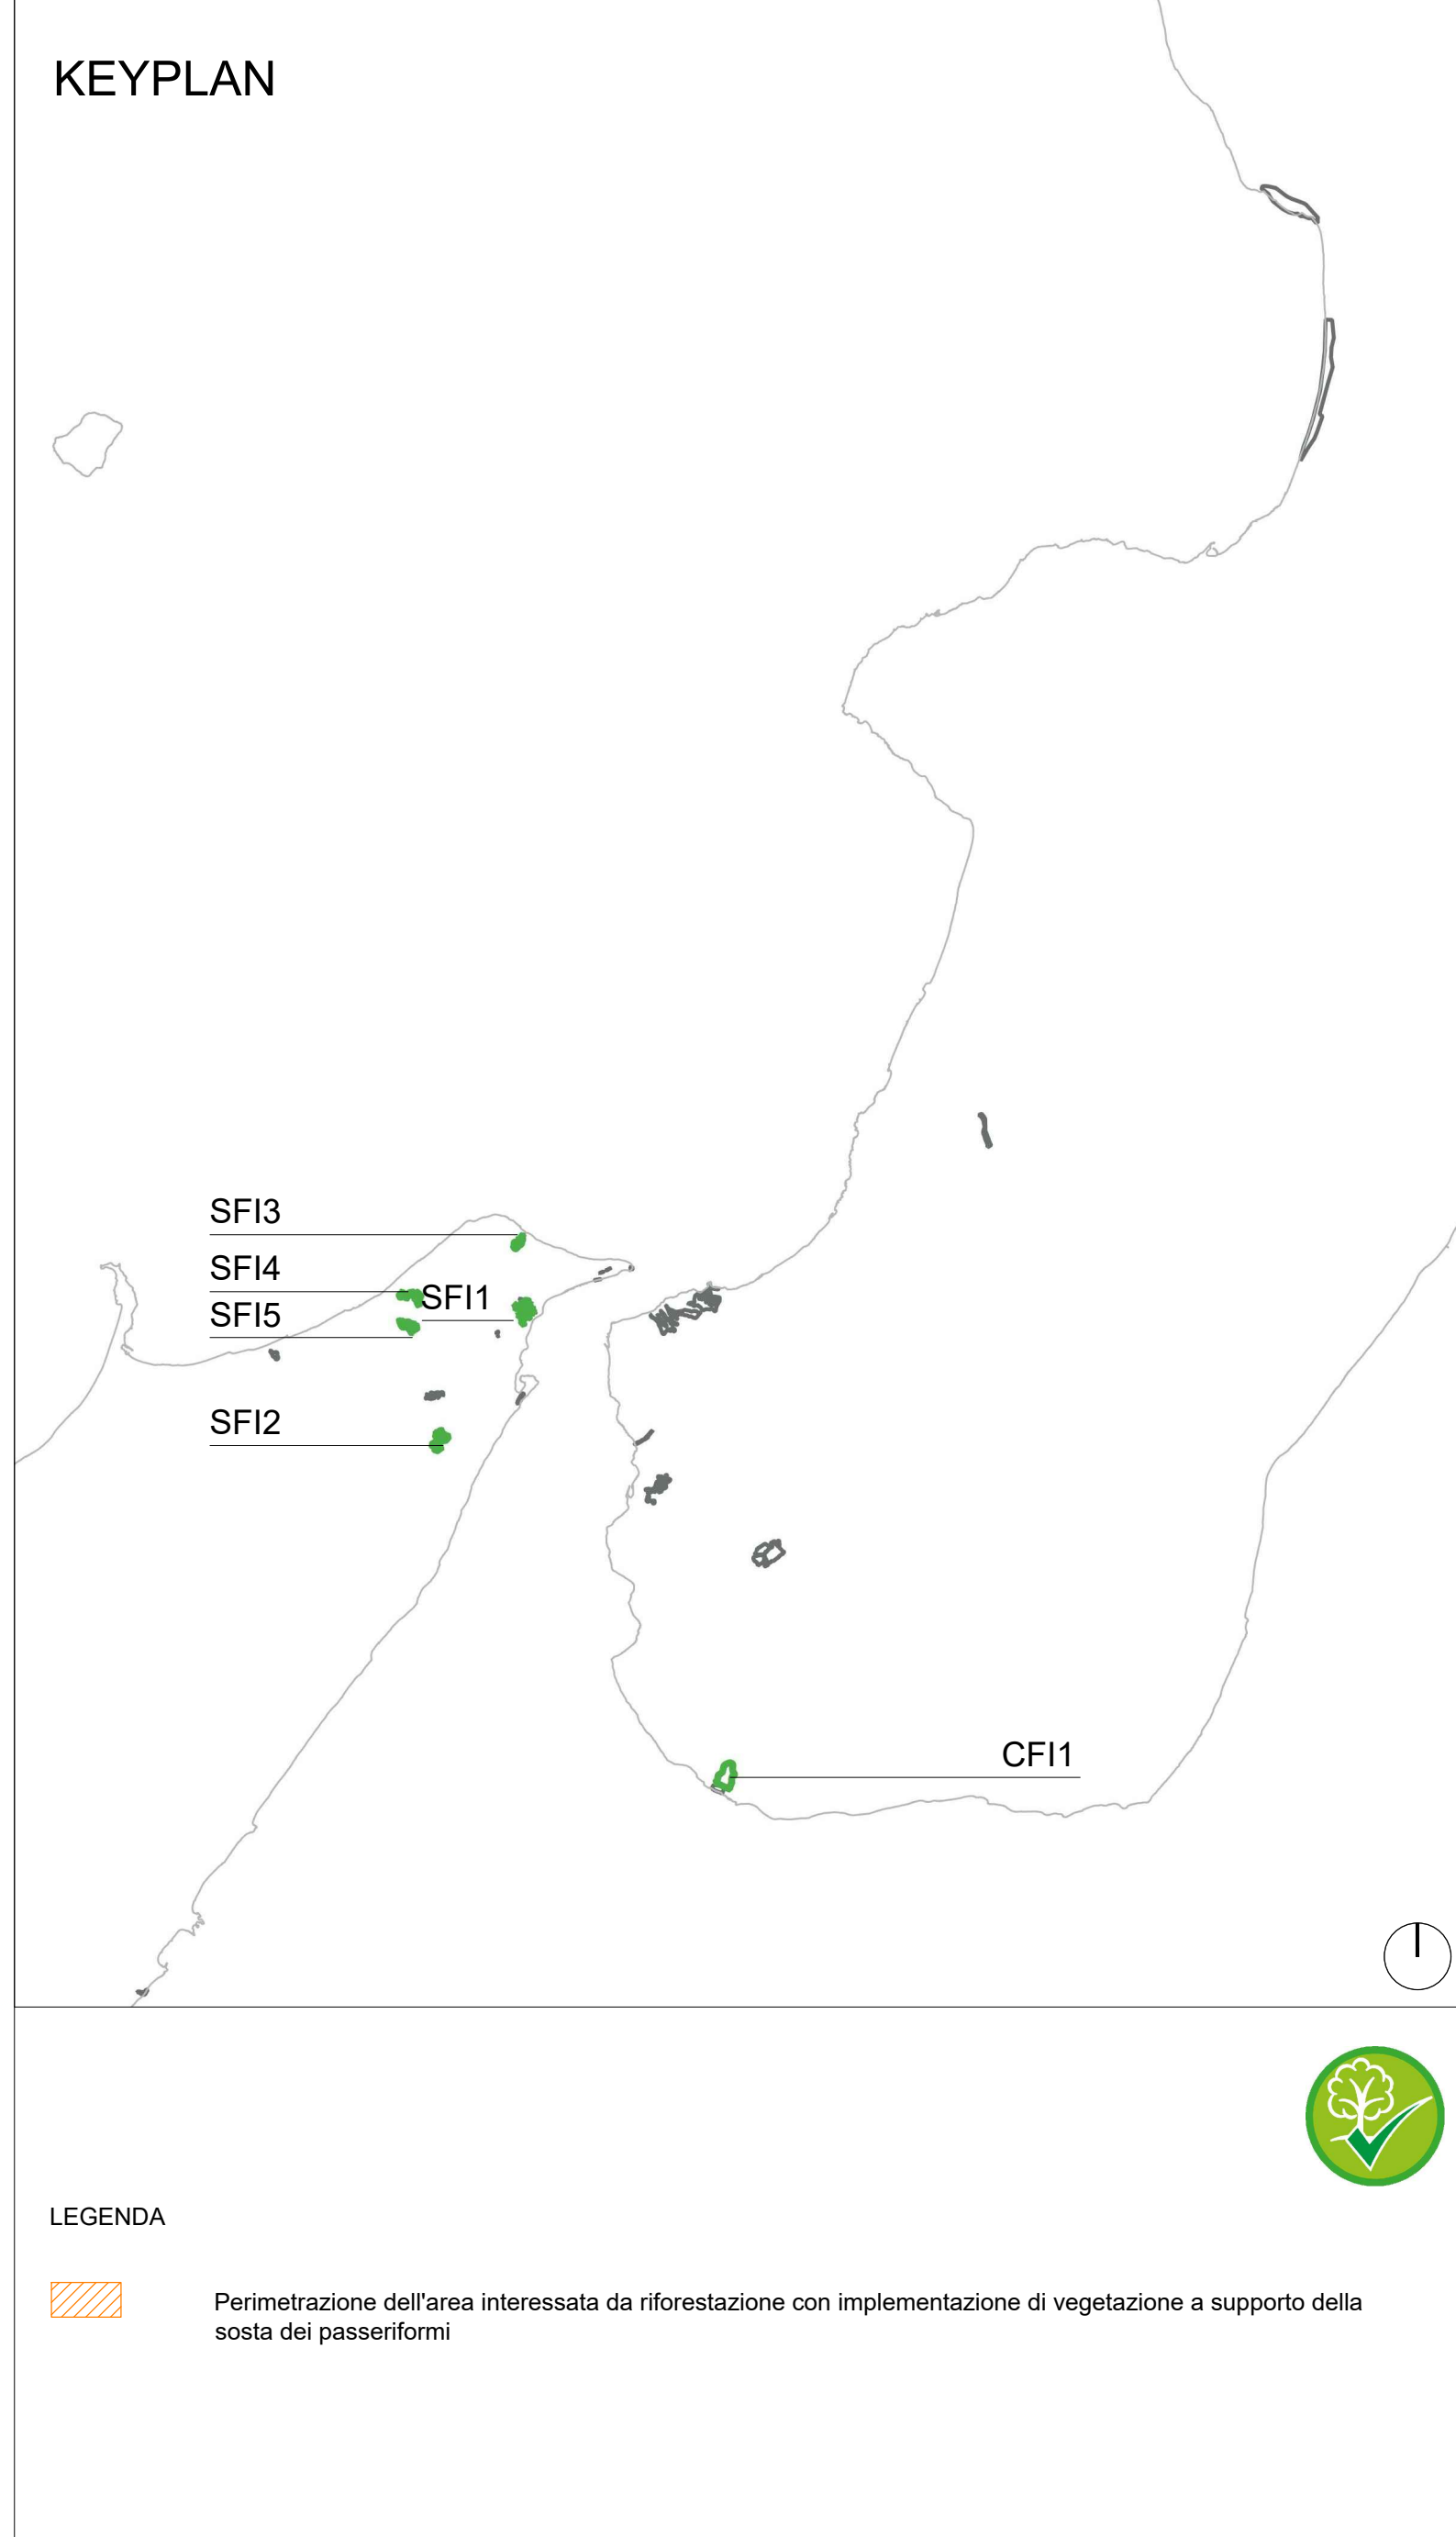 KEYPLAN
SFI3
SFI4
SFI1
SFI5
SFI2
CFI1
LEGENDA
Perimetrazione dell'area interessata da riforestazione con implementazione di vegetazione a supporto della
sosta dei passeriformi